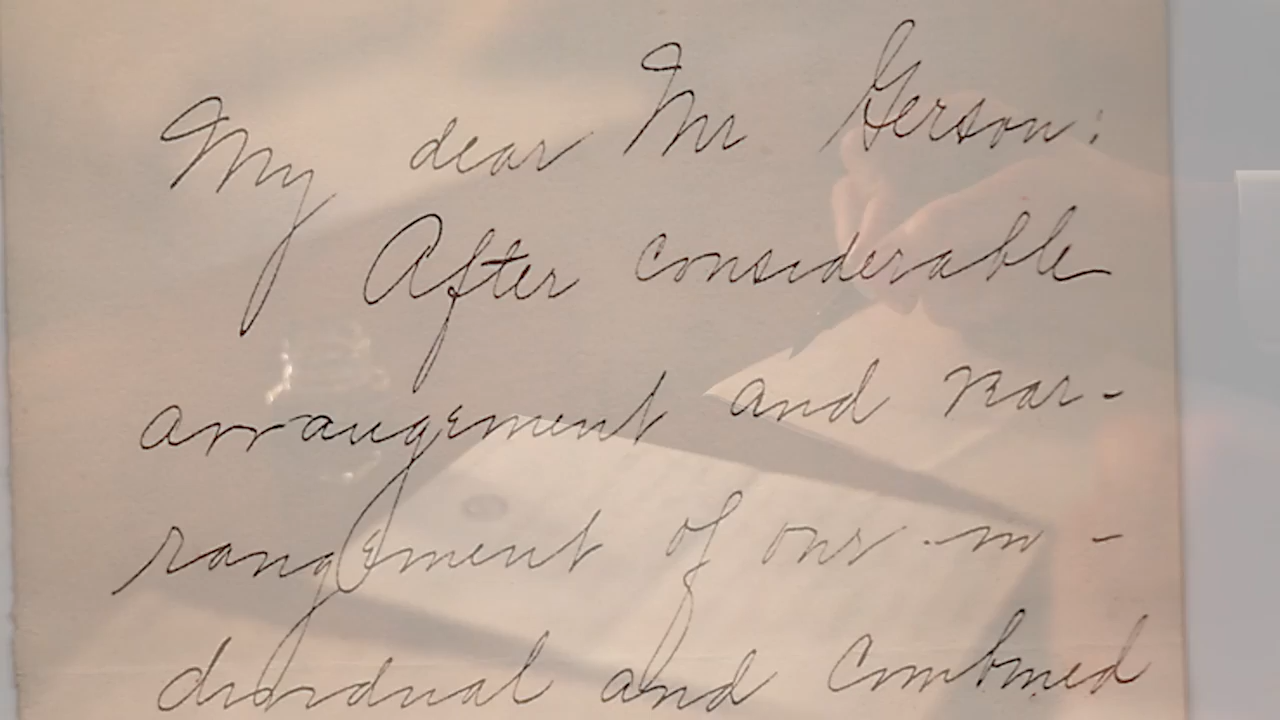 My dear Mr Gerson:
After considerable
arrangement and rear-
rangement of our in-
dividual and combined